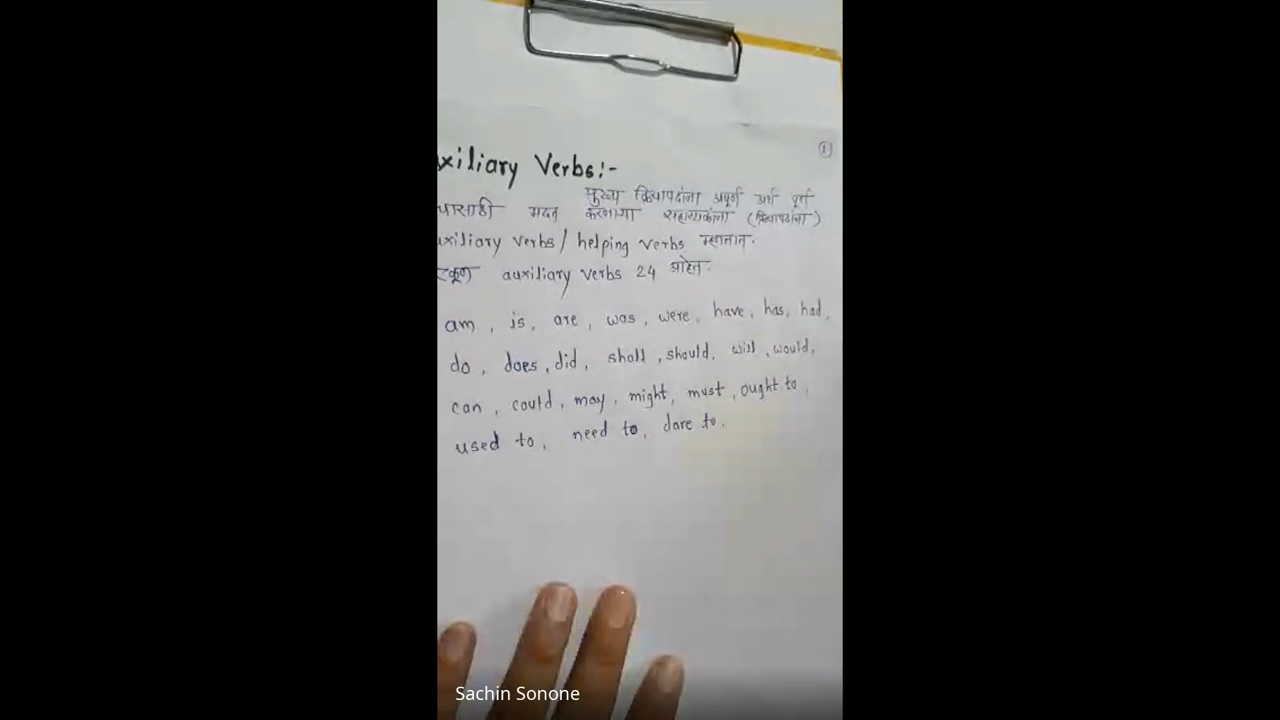 ①
uxiliary Verbs:-
मुख्य क्रियापदांना अपूर्ण अर्थ पूर्ण
यासाठी मदत करणाऱ्या सहाय्यकांना (क्रियापदांना)
uxiliary verbs / helping verbs म्हणतात.
एकूण auxiliary verbs 24 आहेत.
am , is , are , was , were , have , has , had ,
do , does , did , shall , should , will , would ,
can , could , may , might , must , ought to ,
used to , need to , dare to .
Sachin Sonone